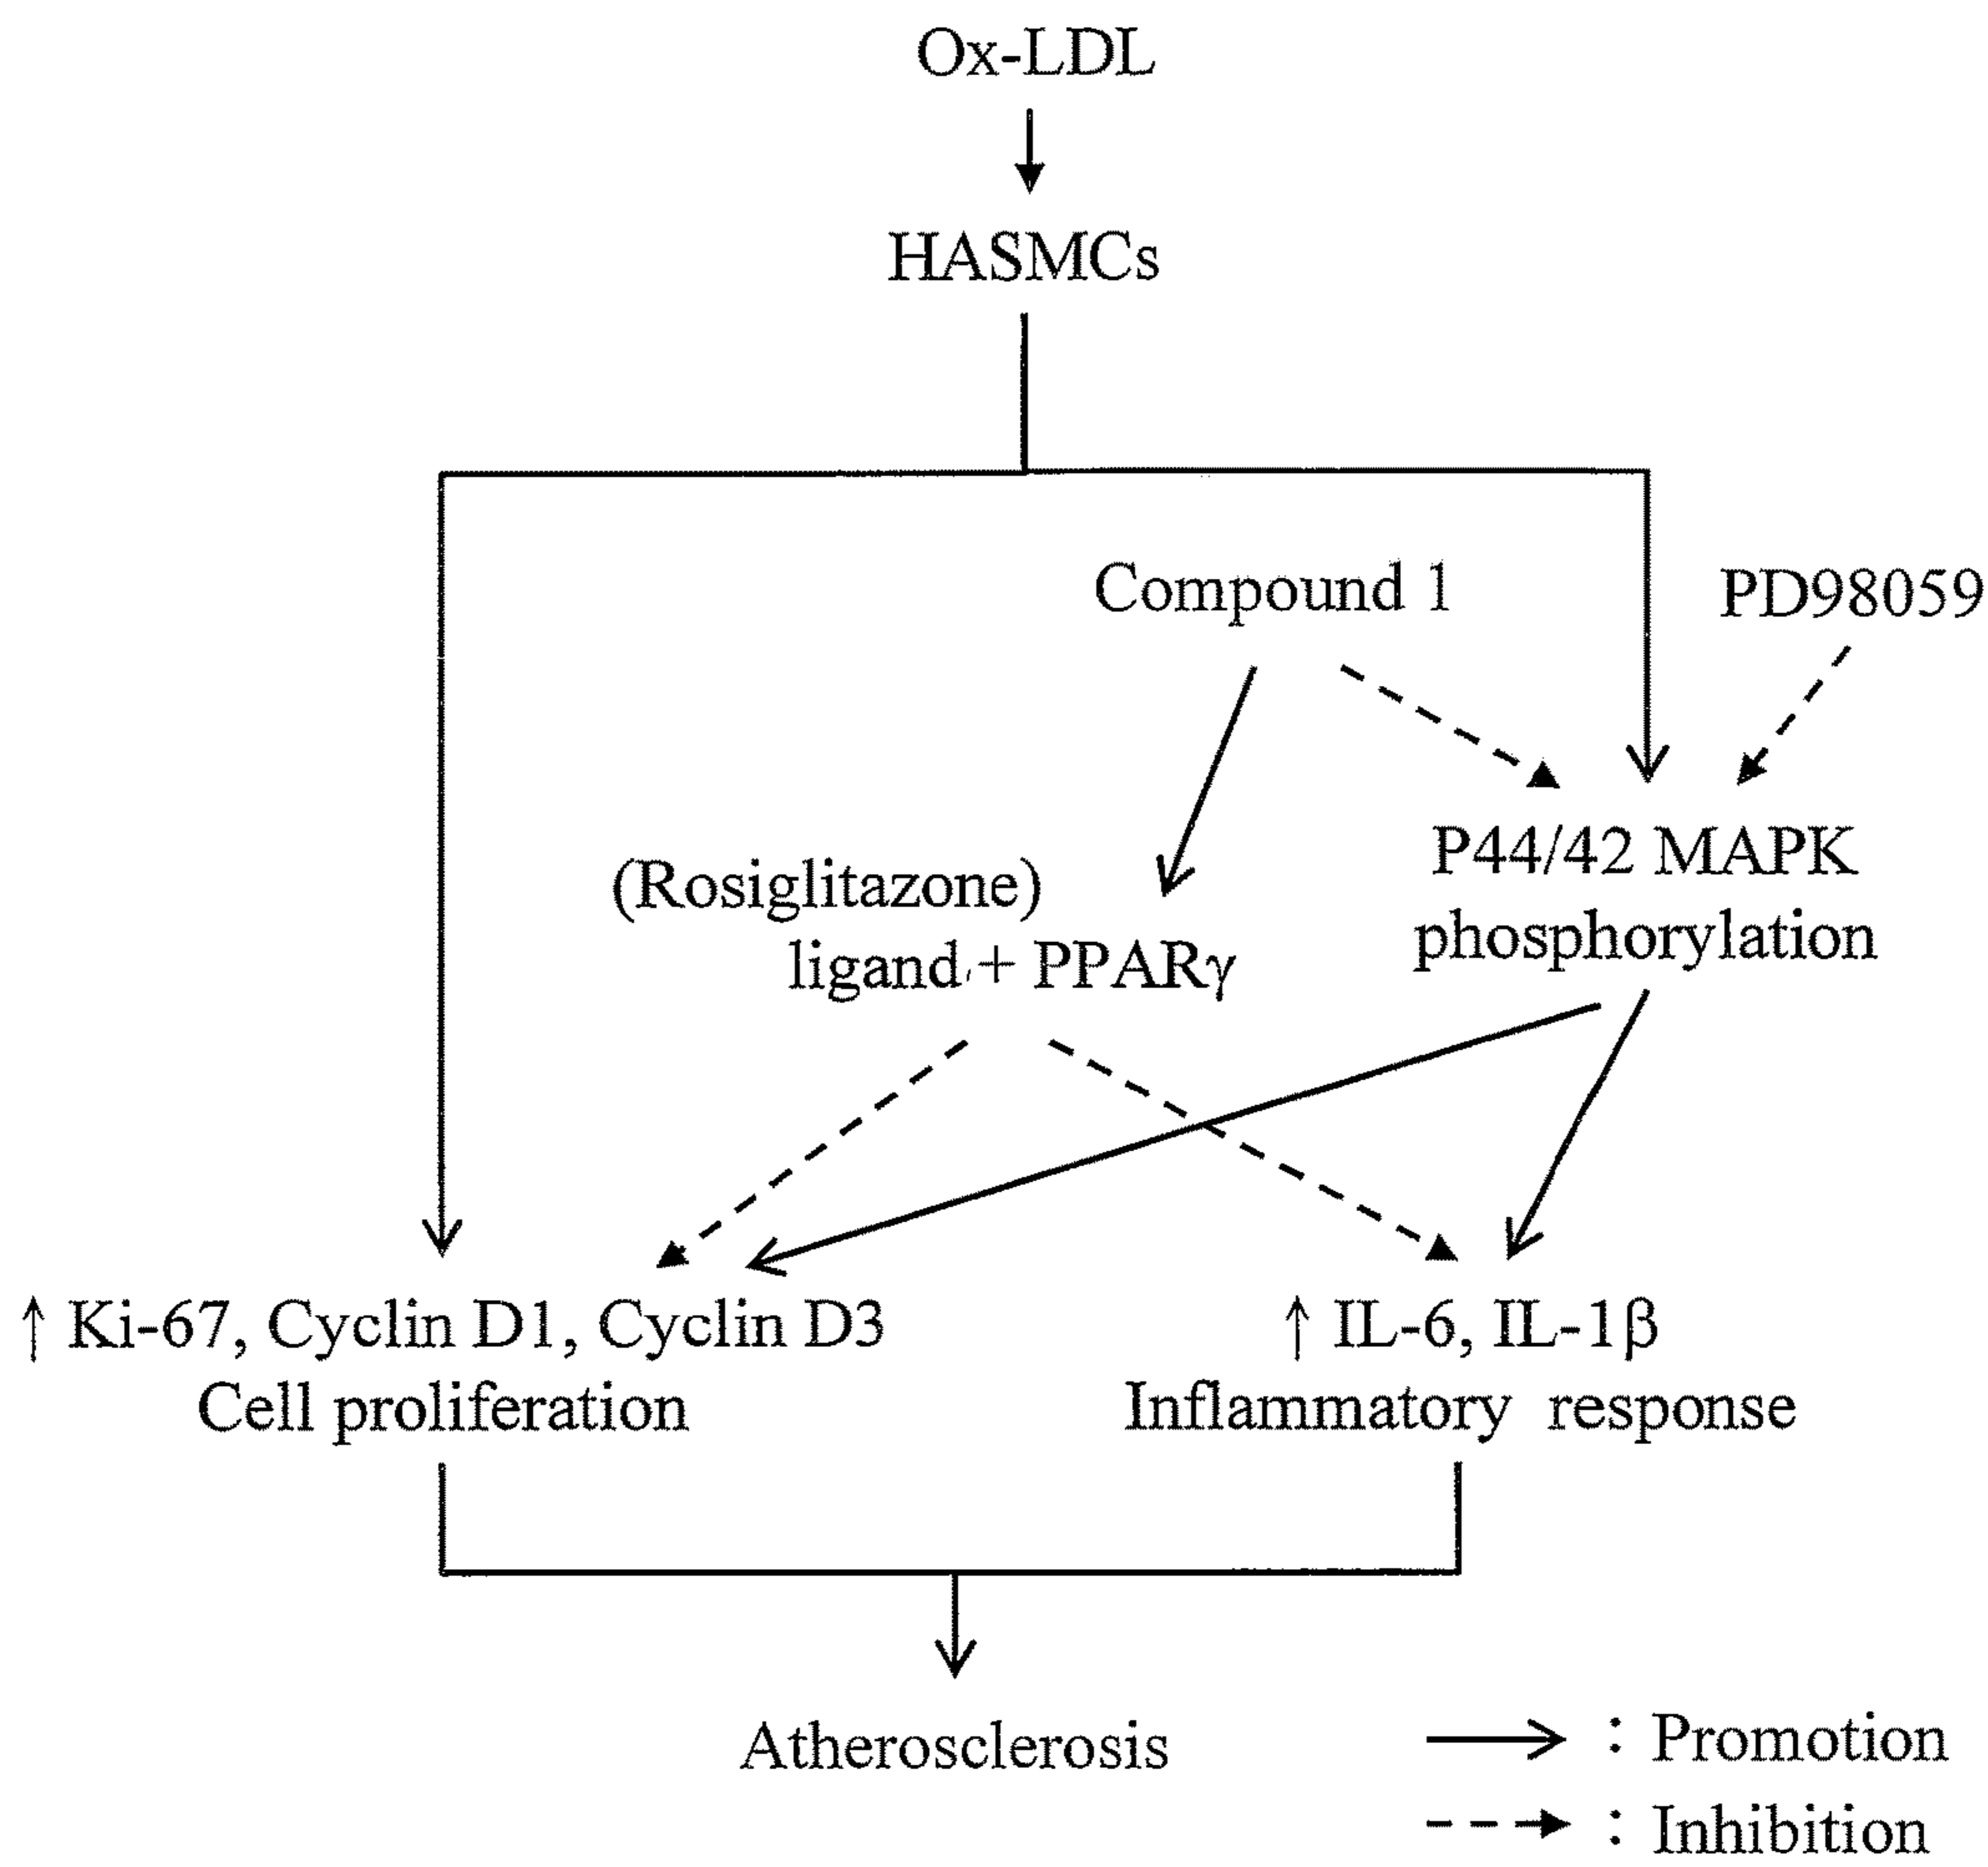 Ox-LDL
HASMCs
Compound 1
PD98059
P44/42 MAPK
phosphorylation
(Rosiglitazone)
ligand + PPARγ
↑ Ki-67, Cyclin D1, Cyclin D3
Cell proliferation
↑ IL-6, IL-1β
Inflammatory response
Atherosclerosis
: Promotion
: Inhibition